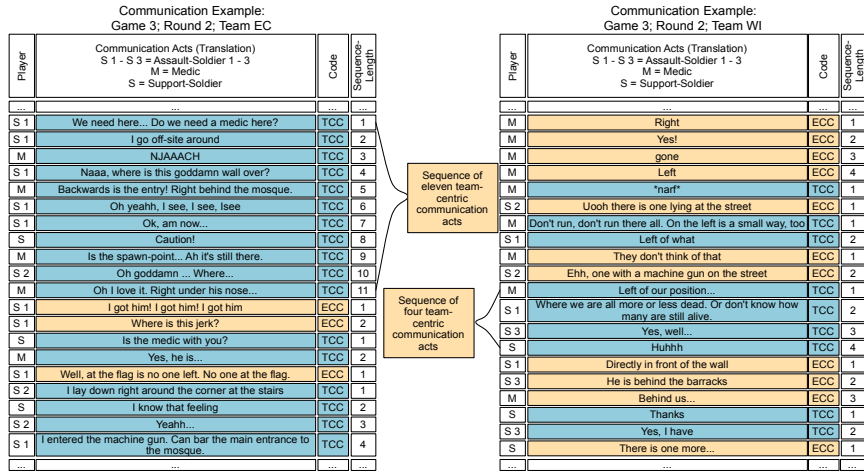 Communication Example:
Game 3; Round 2; Team EC
Player
Communication Acts (Translation)
S 1 - S 3 = Assault-Soldier 1 - 3
M = Medic
S = Support-Soldier
Code
Sequence-
Length
... ... ... ...
S 1 We need here... Do we need a medic here? TCC 1
S 1 I go off-site around TCC 2
M NJAAACH TCC 3
S 1 Naaa, where is this goddamn wall over? TCC 4
M Backwards is the entry! Right behind the mosque. TCC 5
S 1 Oh yeahh, I see, I see, Isee TCC 6
S 1 Ok, am now... TCC 7
S Caution! TCC 8
M Is the spawn-point... Ah it's still there. TCC 9
S 2 Oh goddamn ... Where... TCC 10
M Oh I love it. Right under his nose... TCC 11
S 1 I got him! I got him! I got him ECC 1
S 1 Where is this jerk? ECC 2
S Is the medic with you? TCC 1
M Yes, he is... TCC 2
S 1 Well, at the flag is no one left. No one at the flag. ECC 1
S 2 I lay down right around the corner at the stairs TCC 1
S I know that feeling TCC 2
S 2 Yeahh... TCC 3
S 1 I entered the machine gun. Can bar the main entrance to
the mosque. TCC 4
... ... ... ...
Sequence of
eleven team-
centric
communication
acts
Sequence of
four team-
centric
communication
acts
Communication Example:
Game 3; Round 2; Team WI
Player
Communication Acts (Translation)
S 1 - S 3 = Assault-Soldier 1 - 3
M = Medic
S = Support-Soldier
Code
Sequence-
Length
... ... ... ...
M Right ECC 1
M Yes! ECC 2
M gone ECC 3
M Left ECC 4
M *narf* TCC 1
S 2 Uooh there is one lying at the street ECC 1
M Don't run, don't run there all. On the left is a small way, too TCC 1
S 1 Left of what TCC 2
M They don't think of that ECC 1
S 2 Ehh, one with a machine gun on the street ECC 2
M Left of our position... TCC 1
S 1 Where we are all more or less dead. Or don't know how
many are still alive. TCC 2
S 3 Yes, well... TCC 3
S Huhhh TCC 4
S 1 Directly in front of the wall ECC 1
S 3 He is behind the barracks ECC 2
M Behind us... ECC 3
S Thanks TCC 1
S 3 Yes, I have TCC 2
S There is one more... ECC 1
... ... ... ...